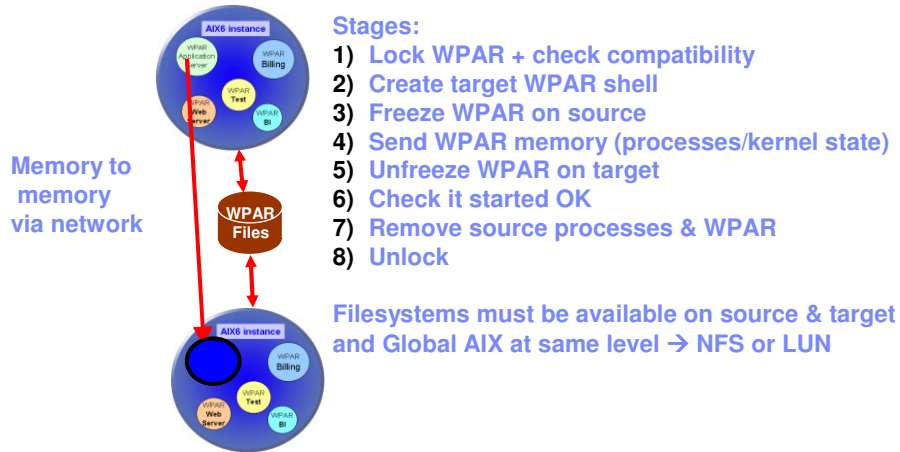 AIX6 instance
WPAR
Application
Server
WPAR
Billing
WPAR
Test
WPAR
Web
Server
WPAR
BI
Memory to
memory
via network
WPAR
Files
AIX6 instance
WPAR
Billing
WPAR
Test
WPAR
Web
Server
WPAR
BI
Stages:
1) Lock WPAR + check compatibility
2) Create target WPAR shell
3) Freeze WPAR on source
4) Send WPAR memory (processes/kernel state)
5) Unfreeze WPAR on target
6) Check it started OK
7) Remove source processes & WPAR
8) Unlock
Filesystems must be available on source & target
and Global AIX at same level → NFS or LUN